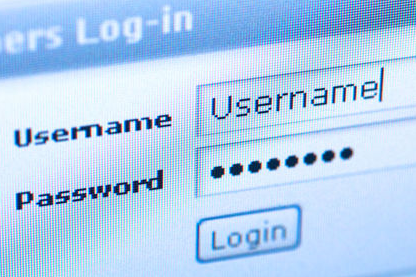 ers Log-in
Username Username
Password ••••••••
Login